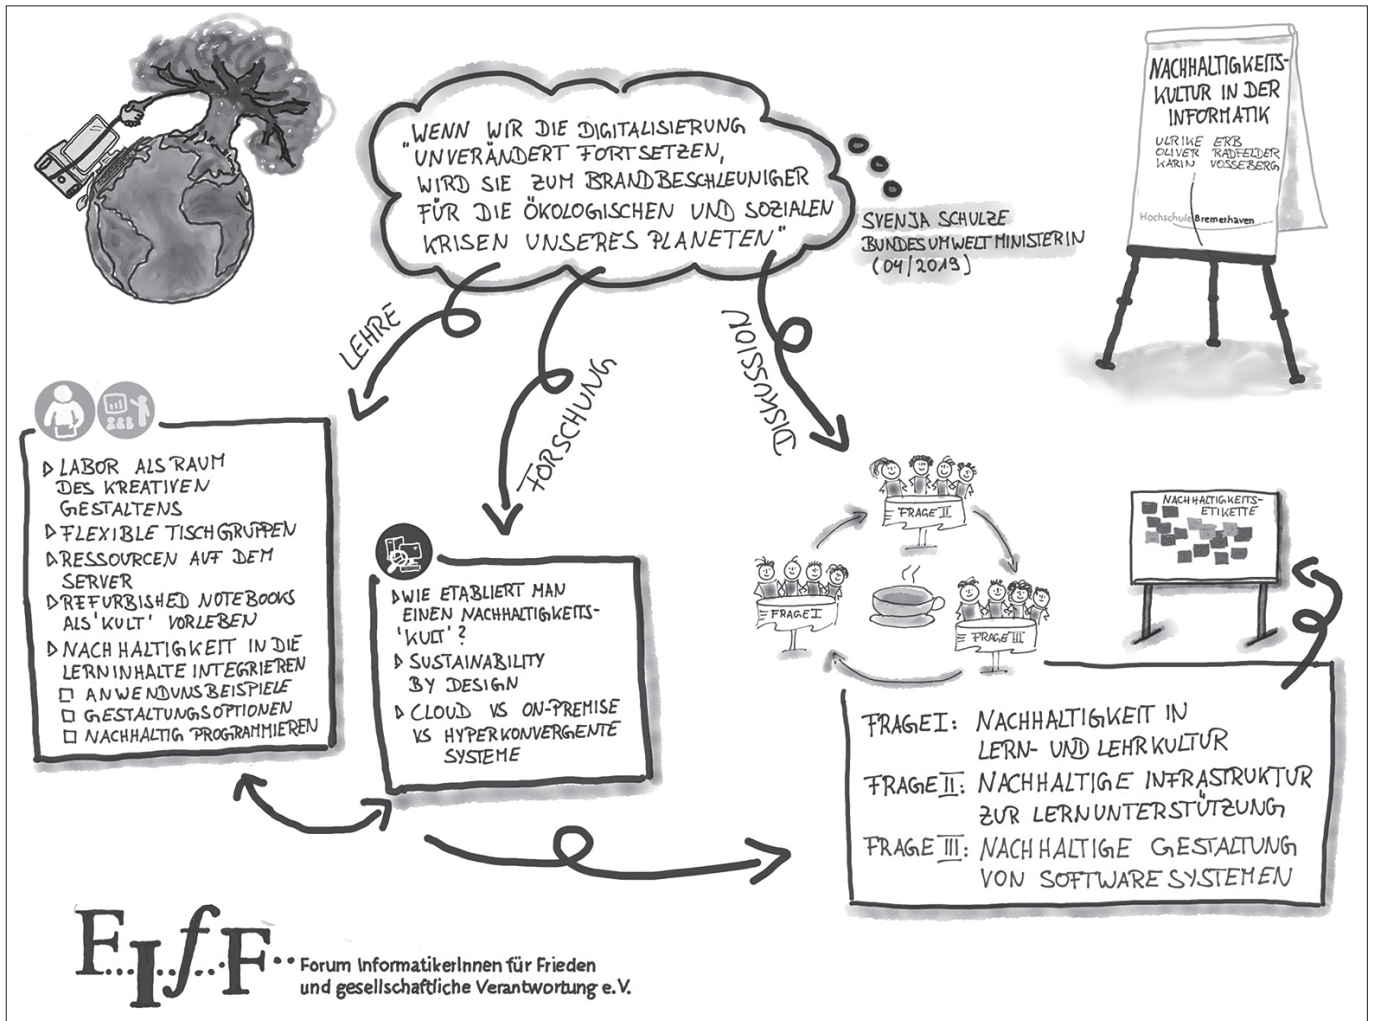 NACHHALTIGKEITS-
KULTUR IN DER
INFORMATIK
ULRIKE ERB
OLIVER RADFELDER
KARIN VOSSEBERG
Hochschule Bremerhaven
WENN WIR DIE DIGITALISIERUNG
"UNVERÄNDERT FORTSETZEN,
WIRD SIE ZUM BRANDBESCHLEUNIGER
FÜR DIE ÖKOLOGISCHEN UND SOZIALEN
KRISEN UNSERES PLANETEN"
SVENJA SCHULZE
BUNDESUMWELTMINISTERIN
(04/2019)
LEHRE
FORSCHUNG
DISKUSSION
LABOR ALS RAUM
DES KREATIVEN
GESTALTENS
FLEXIBLE TISCHGRUPPEN
RESSOURCEN AUF DEM
SERVER
REFURBISHED NOTEBOOKS
ALS 'KULT' VORLEBEN
NACHHALTIGKEIT IN DIE
LERNINHALTE INTEGRIEREN
ANWENDUNSBEISPIELE
GESTALTUNGSOPTIONEN
NACHHALTIG PROGRAMMIEREN
WIE ETABLIERT MAN
EINEN NACHHALTIGKEITS-
'KULT'?
SUSTAINABILITY
BY DESIGN
CLOUD VS ON-PREMISE
VS HYPERKONVERGENTE
SYSTEME
FRAGE II
FRAGE I
FRAGE III
NACHHALTIGKEITS-
ETIKETTE
FRAGE I: NACHHALTIGKEIT IN
LERN- UND LEHRKULTUR
FRAGE II: NACHHALTIGE INFRASTRUKTUR
ZUR LERNUNTERSTÜTZUNG
FRAGE III: NACHHALTIGE GESTALTUNG
VON SOFTWARESYSTEMEN
F..I..f..F..
Forum InformatikerInnen für Frieden
und gesellschaftliche Verantwortung e.V.